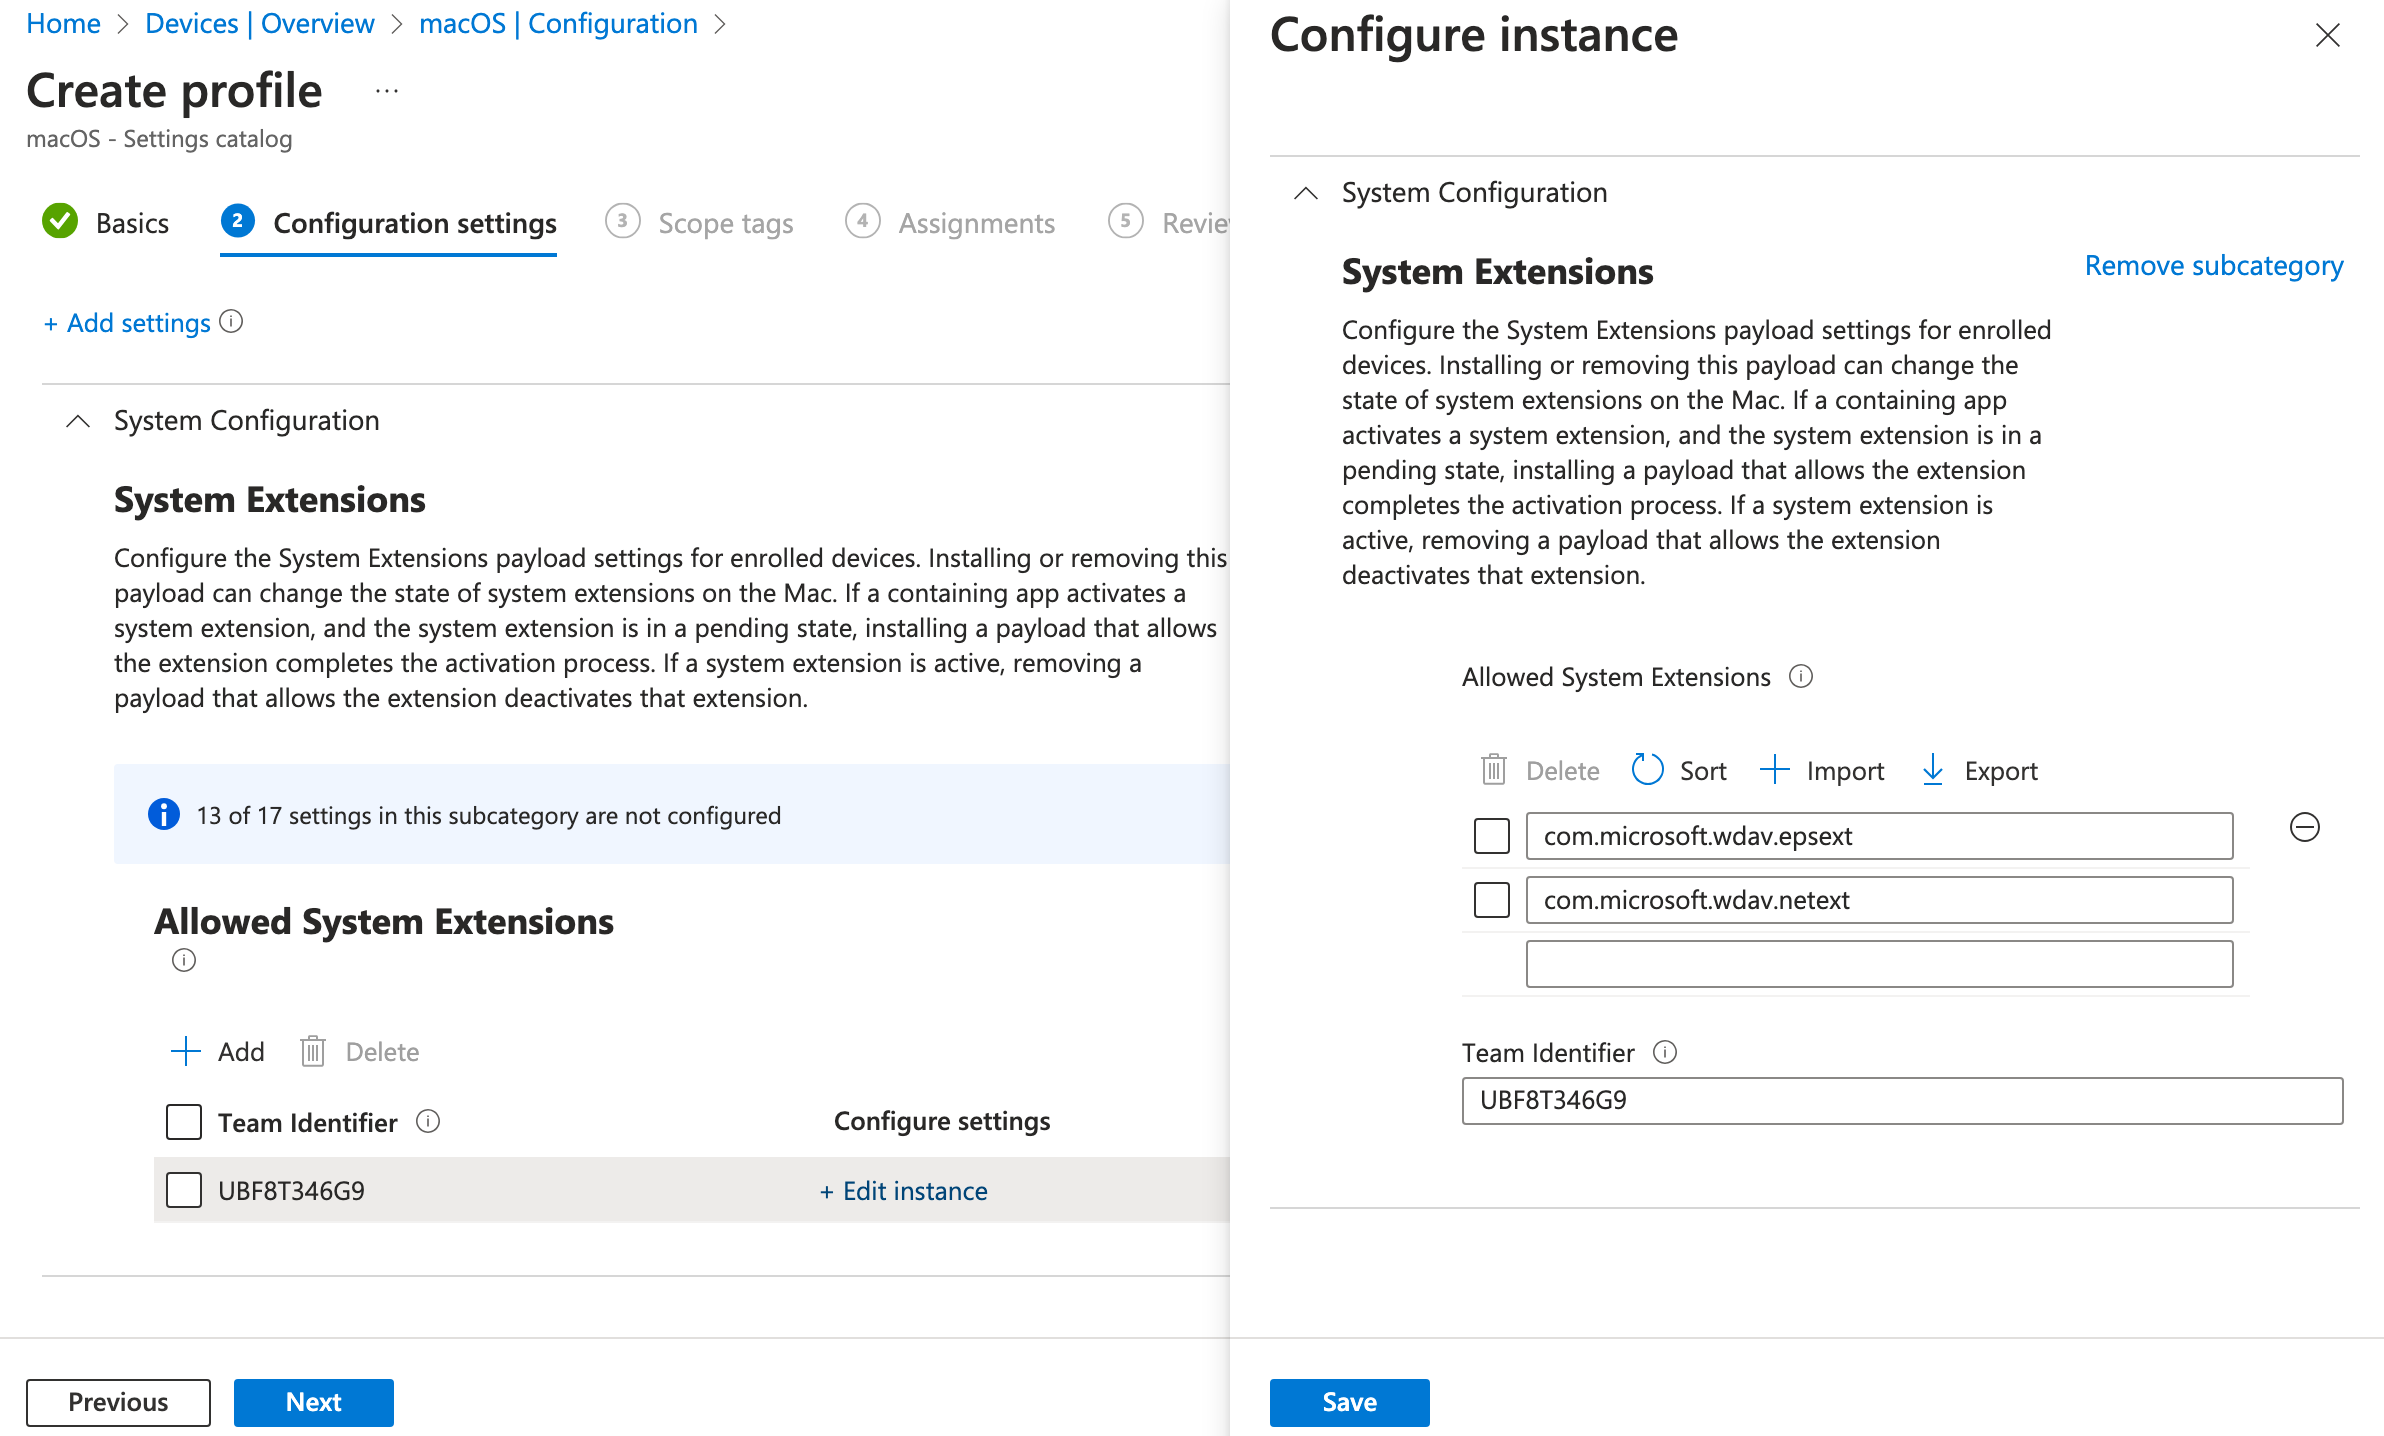 Home > Devices | Overview > macOS | Configuration >
Create profile ...
macOS - Settings catalog
Basics
2 Configuration settings
3 Scope tags
4 Assignments
5 Revie
+ Add settings
System Configuration
System Extensions
Configure the System Extensions payload settings for enrolled devices. Installing or removing this
payload can change the state of system extensions on the Mac. If a containing app activates a
system extension, and the system extension is in a pending state, installing a payload that allows
the extension completes the activation process. If a system extension is active, removing a
payload that allows the extension deactivates that extension.
13 of 17 settings in this subcategory are not configured
Allowed System Extensions
+ Add Delete
Team Identifier Configure settings
UBF8T346G9 + Edit instance
Previous Next
Configure instance
System Configuration
System Extensions
Remove subcategory
Configure the System Extensions payload settings for enrolled
devices. Installing or removing this payload can change the
state of system extensions on the Mac. If a containing app
activates a system extension, and the system extension is in a
pending state, installing a payload that allows the extension
completes the activation process. If a system extension is
active, removing a payload that allows the extension
deactivates that extension.
Allowed System Extensions
Delete Sort Import Export
com.microsoft.wdav.epsext
com.microsoft.wdav.netext
Team Identifier
UBF8T346G9
Save